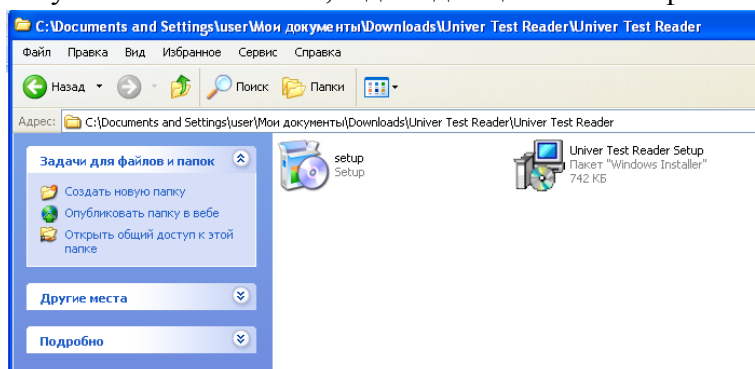 C:\Documents and Settings\user\Мои документы\Downloads\Univer Test Reader\Univer Test Reader
Файл Правка Вид Избранное Сервис Справка
Назад Поиск Папки
Адрес: C:\Documents and Settings\user\Мои документы\Downloads\Univer Test Reader\Univer Test Reader
Задачи для файлов и папок
Создать новую папку
Опубликовать папку в вебе
Открыть общий доступ к этой
папке
Другие места
Подробно
setup
Setup
Univer Test Reader Setup
Пакет "Windows Installer"
742 КБ